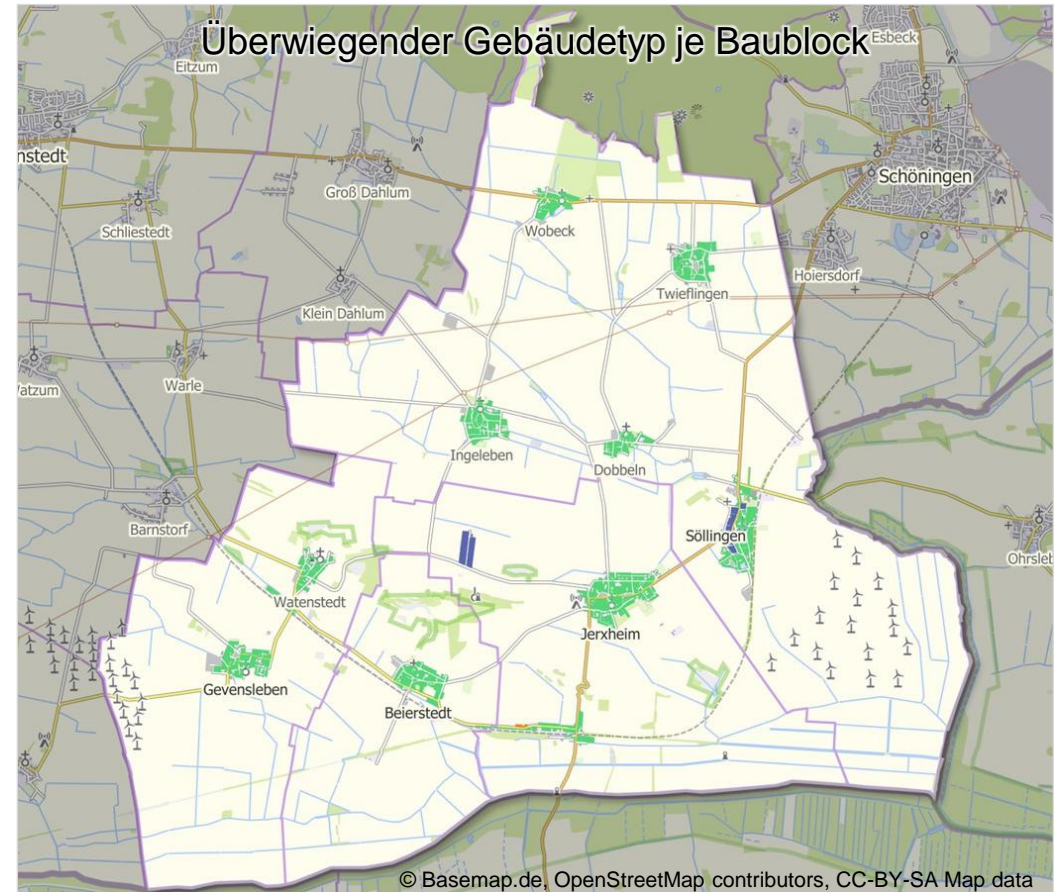 Überwiegender Gebäudetyp je Baublock
Esbeck
Eitzum
nstedt
Groß Dahlum
Schöningen
Schliestedt
Wobeck
Hoiersdorf
Twieflingen
Klein Dahlum
Warle
Vatzum
Ingeleben
Dobbeln
Barnstorf
Söllingen
Ohrsleb
Watenstedt
Jerxheim
Gevensleben
Beierstedt
© Basemap.de, OpenStreetMap contributors, CC-BY-SA Map data